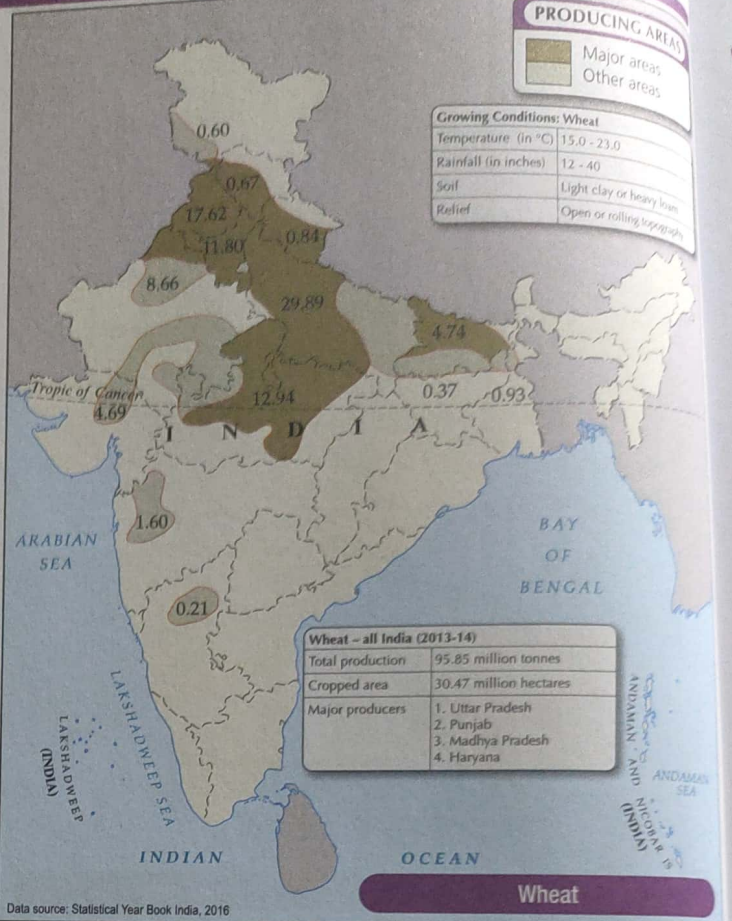 PRODUCING AREAS
Major areas
Other areas
Growing Conditions: Wheat
Temperature (in °C) 15.0 - 23.0
Rainfall (in inches) 12 - 40
Soil Light clay or heavy loam
Relief Open or rolling topography
0.60
0.67
17.62
11.80
0.84
8.66
29.89
4.74
Tropic of Cancer
4.69
12.94
0.37
0.93
I N D I A
1.60
ARABIAN
SEA
BAY
OF
BENGAL
0.21
Wheat – all India (2013-14)
Total production 95.85 million tonnes
Cropped area 30.47 million hectares
Major producers 1. Uttar Pradesh
2. Punjab
3. Madhya Pradesh
4. Haryana
LAKSHADWEEP
(INDIA)
LAKSHADWEEP SEA
ANDAMAN AND NICOBAR IS
(INDIA)
ANDAMAN
SEA
INDIAN OCEAN
Wheat
Data source: Statistical Year Book India, 2016